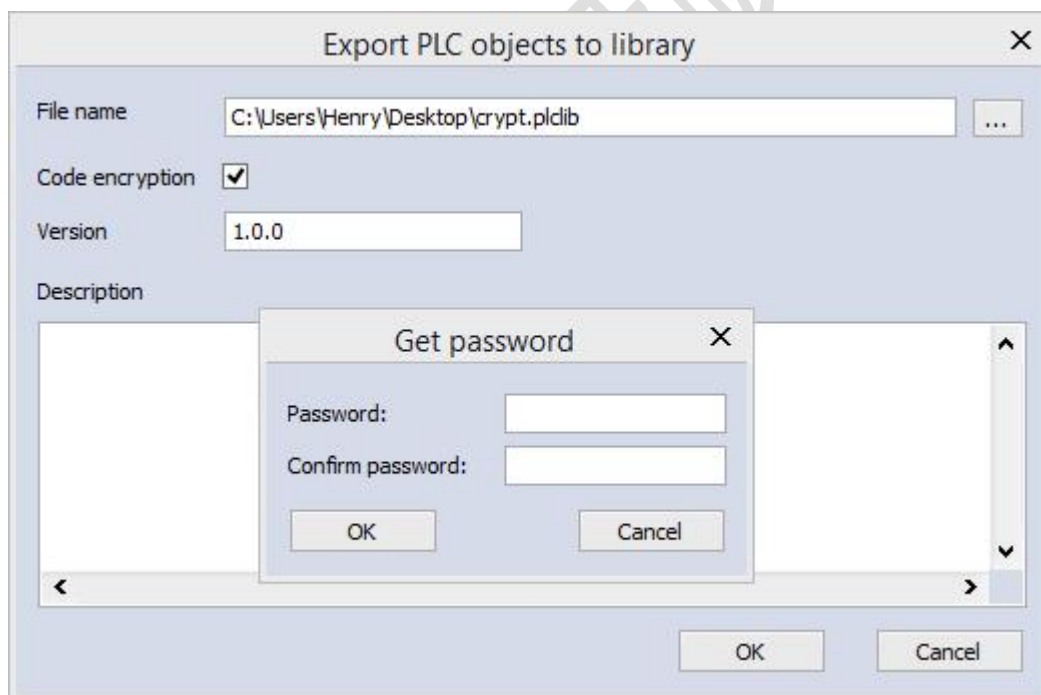 Export PLC objects to library
File name
C:\Users\Henry\Desktop\crypt.plclib
...
Code encryption
Version
1.0.0
Description
Get password
Password:
Confirm password:
OK
Cancel
OK
Cancel